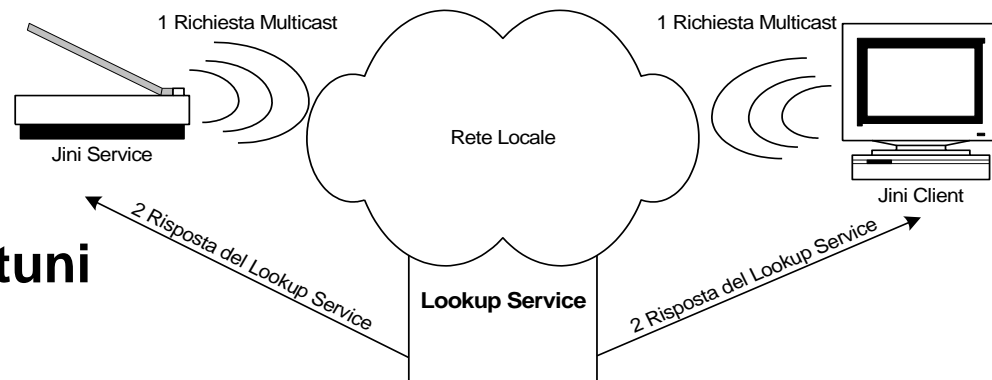 1 Richiesta Multicast
1 Richiesta Multicast
Rete Locale
Jini Service
Jini Client
2 Risposta del Lookup Service
2 Risposta del Lookup Service
tuni
Lookup Service